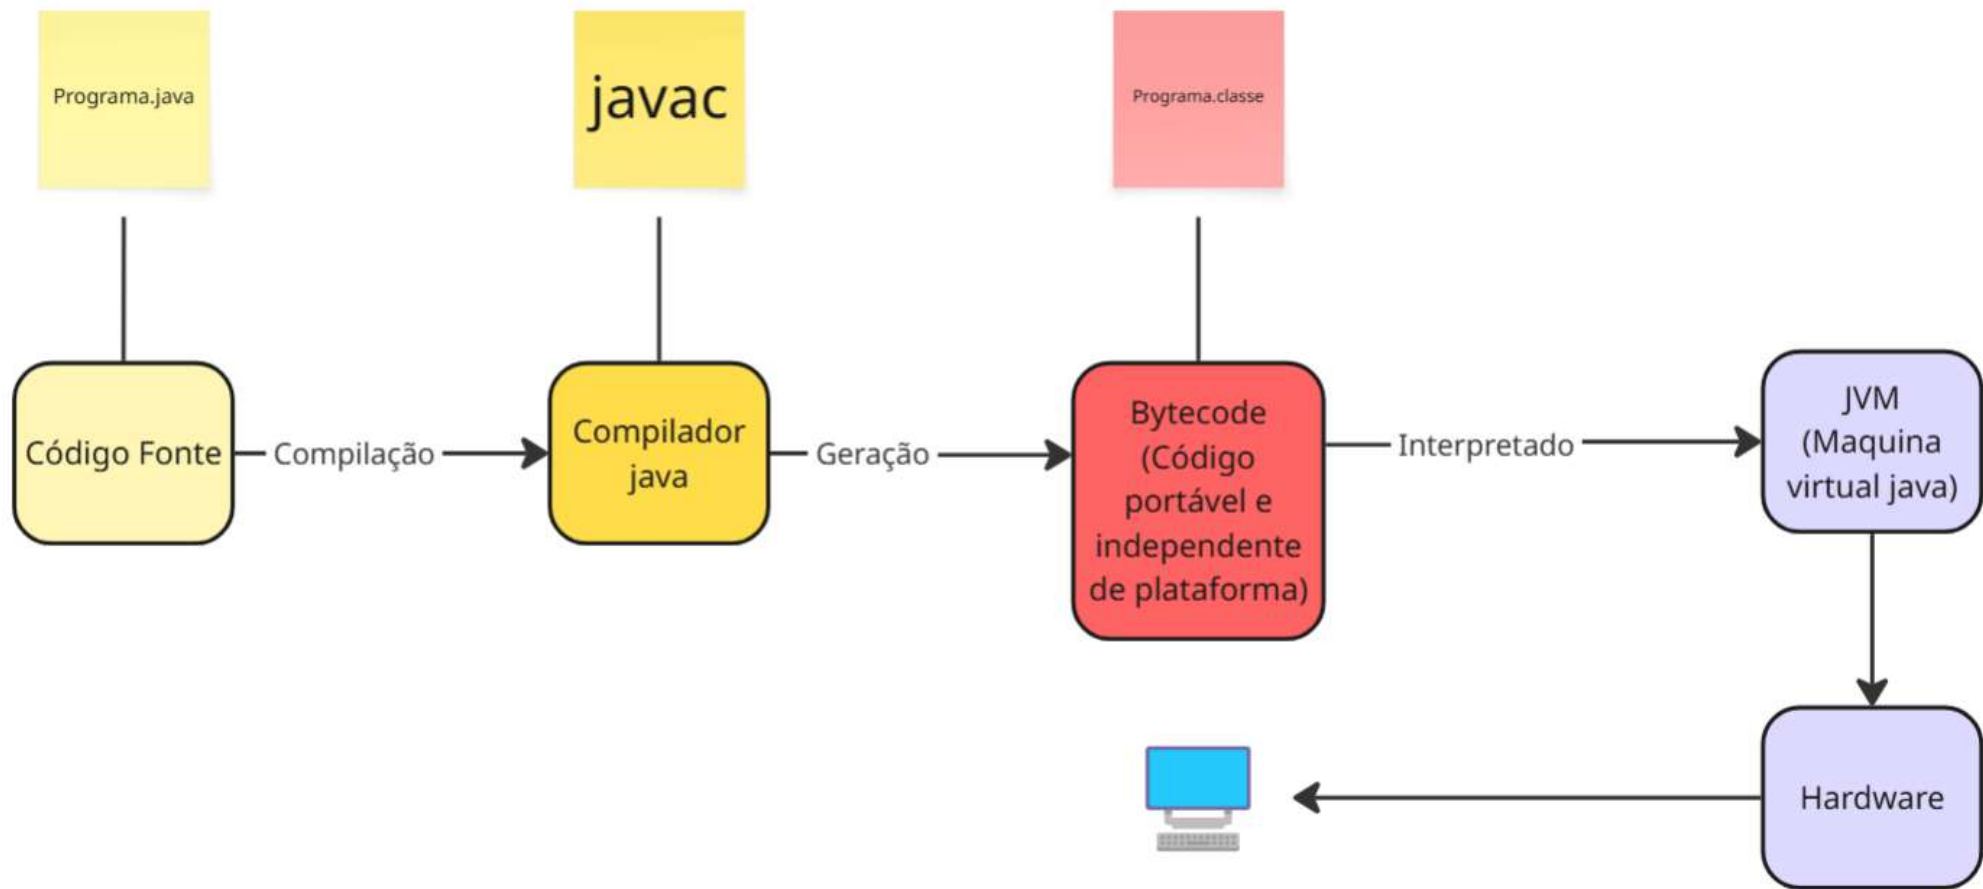 Programa.java
javac
Programa.classe
Código Fonte
Compilação
Compilador
java
Geração
Bytecode
(Código
portável e
independente
de plataforma)
Interpretado
JVM
(Maquina
virtual java)
Hardware